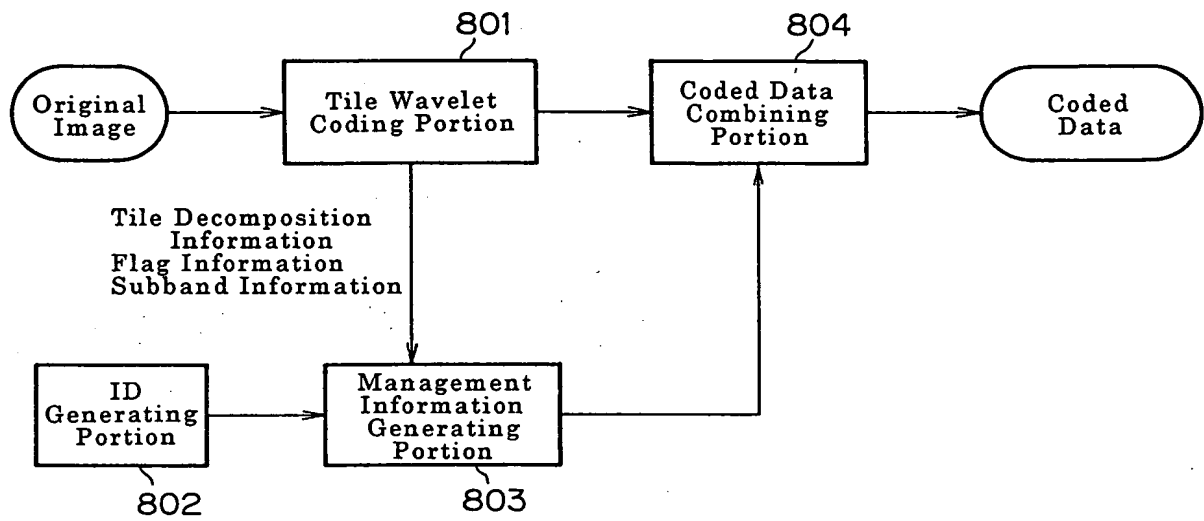 801
804
Original
Image
Tile Wavelet
Coding Portion
Coded Data
Combining
Portion
Coded
Data
Tile Decomposition
Information
Flag Information
Subband Information
ID
Generating
Portion
Management
Information
Generating
Portion
802
803